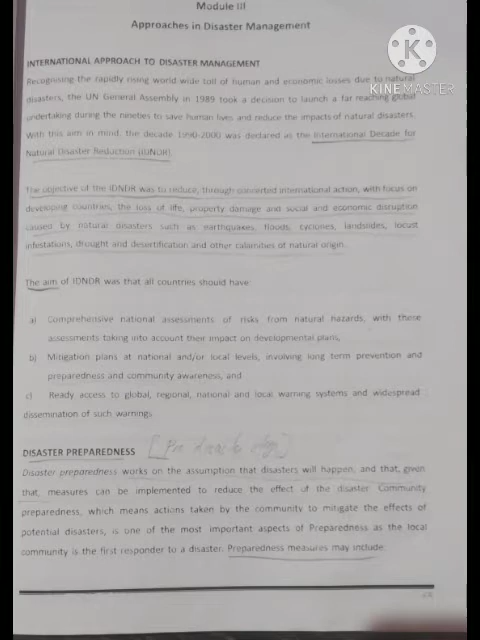 Module III
Approaches in Disaster Management
K
KINEMASTER
INTERNATIONAL APPROACH TO DISASTER MANAGEMENT
Recognising the rapidly rising world-wide toll of human and economic losses due to natural
disasters, the UN General Assembly in 1989 took a decision to launch a far reaching global
undertaking during the nineties to save human lives and reduce the impacts of natural disasters.
With this aim in mind, the decade 1990-2000 was declared as the International Decade for
Natural Disaster Reduction (IDNDR).
The objective of the IDNDR was to reduce, through concerted international action, with focus on
developing countries, the loss of life, property damage and social and economic disruption
caused by natural disasters such as earthquakes, floods, cyclones, landslides, locust
infestations, drought and desertification and other calamities of natural origin.
The aim of IDNDR was that all countries should have
a) Comprehensive national assessments of risks from natural hazards, with these
assessments taking into account their impact on developmental plans,
b) Mitigation plans at national and/or local levels, involving long term prevention and
preparedness and community awareness, and
c) Ready access to global, regional, national and local warning systems and widespread
dissemination of such warnings.
DISASTER PREPAREDNESS
Disaster preparedness works on the assumption that disasters will happen, and that, given
that, measures can be implemented to reduce the effect of the disaster. Community
preparedness, which means actions taken by the community to mitigate the effects of
potential disasters, is one of the most important aspects of Preparedness as the local
community is the first responder to a disaster. Preparedness measures may include: